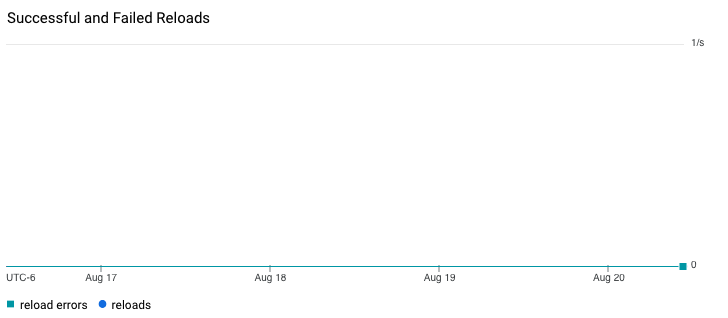 Successful and Failed Reloads
1/s
0
UTC-6 Aug 17 Aug 18 Aug 19 Aug 20
reload errors reloads